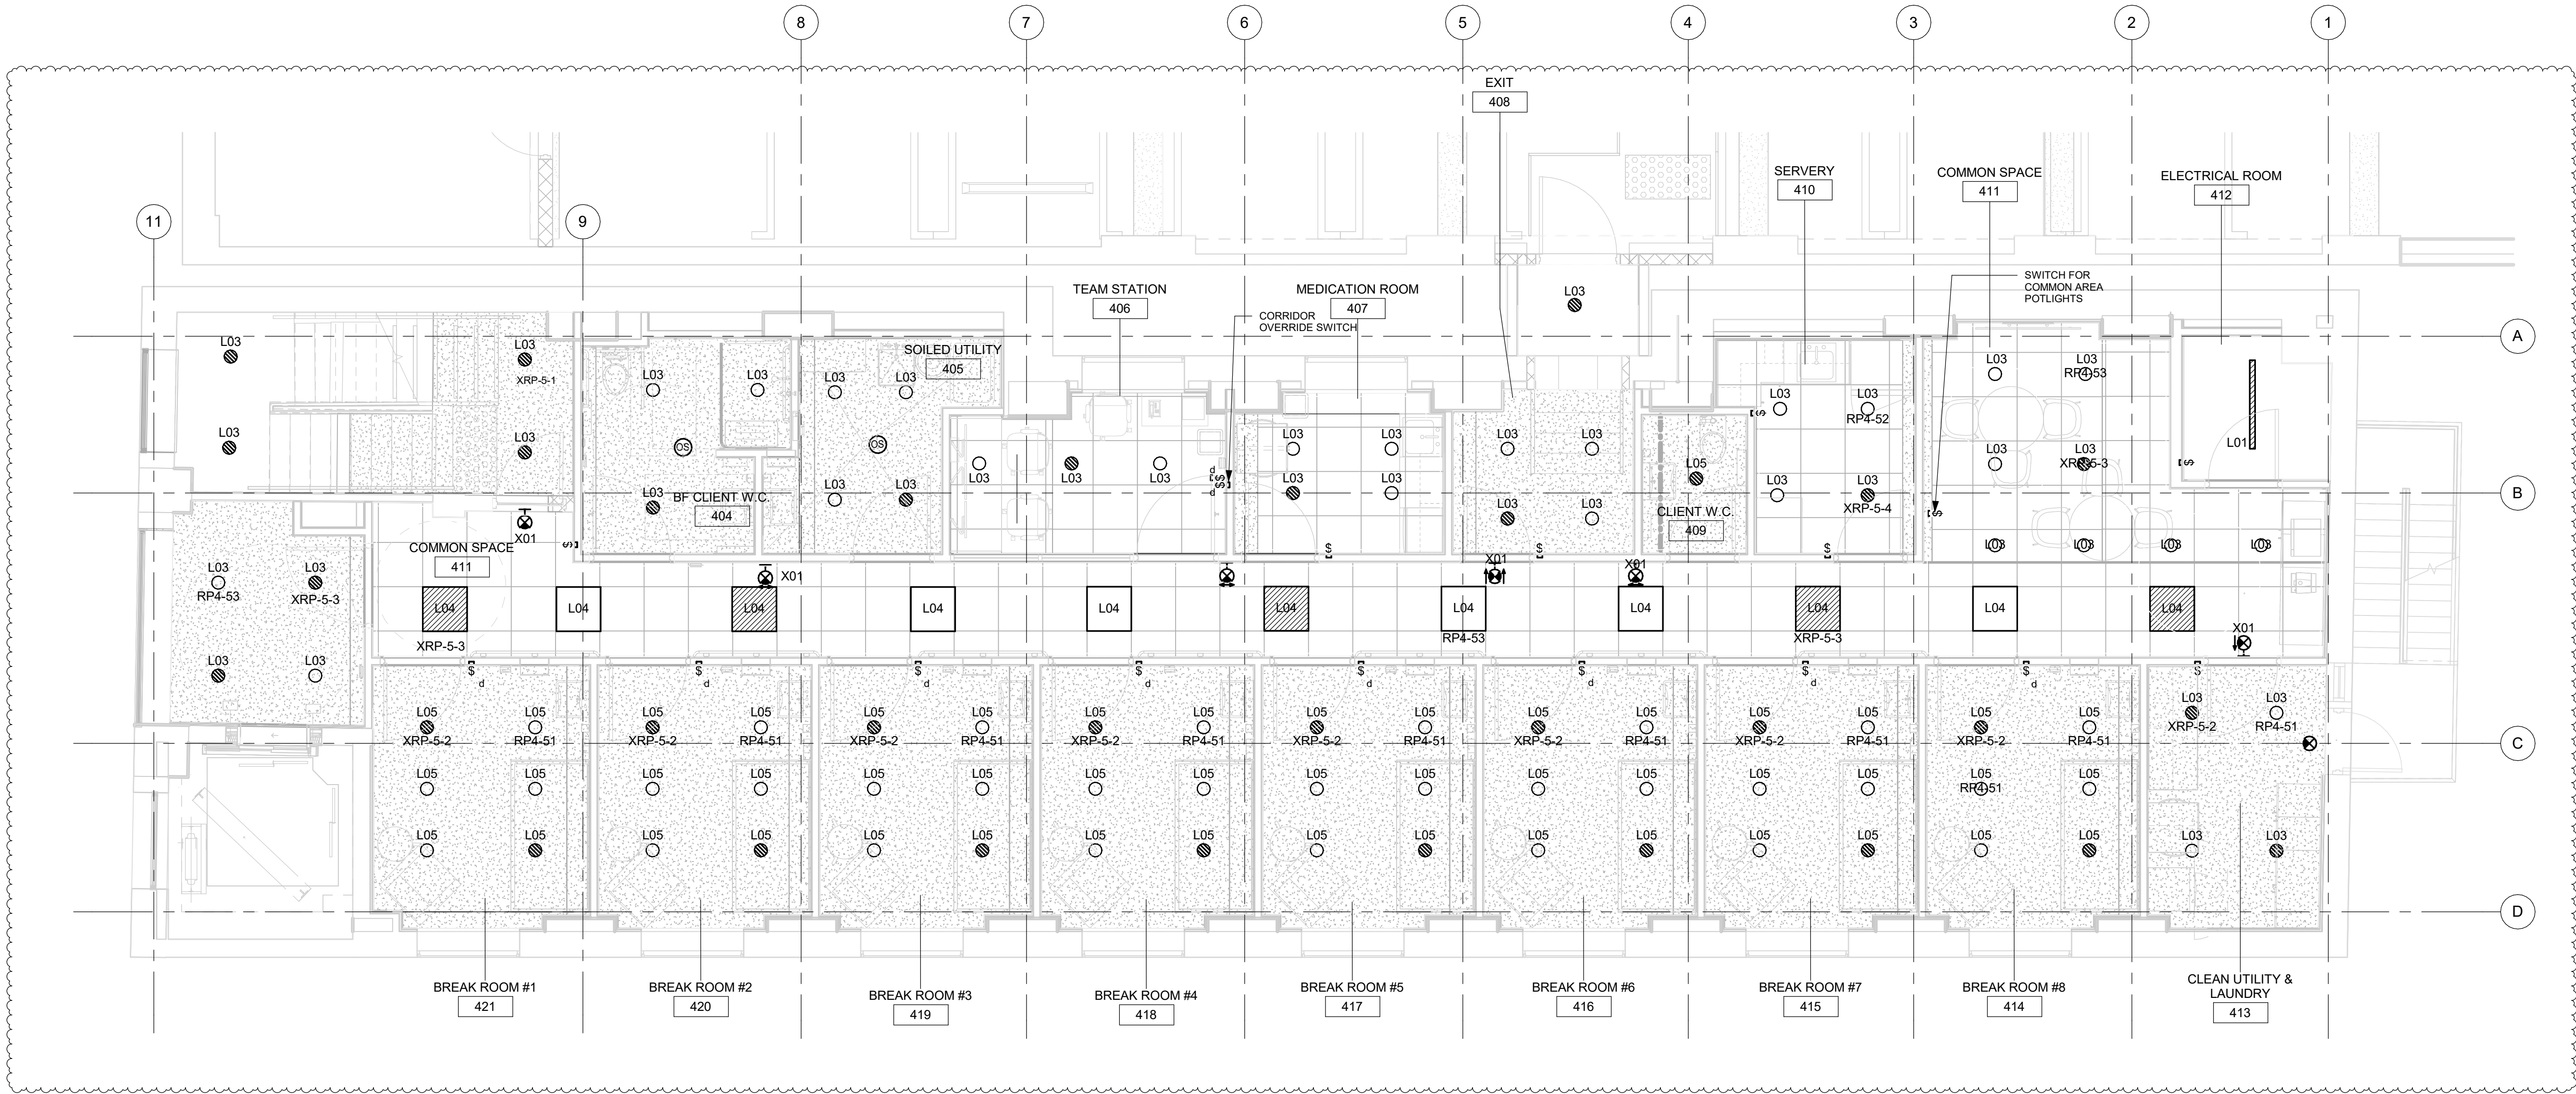 8 7 6 5 4 3 2 1
EXIT
408
SERVERY
410
COMMON SPACE
411
ELECTRICAL ROOM
412
11 9
TEAM STATION
406
MEDICATION ROOM
407
L03
SWITCH FOR
COMMON AREA
POTLIGHTS
CORRIDOR
OVERRIDE SWITCH
A
L03 L03
XRP-5-1
SOILED UTILITY
405
L03 L03 L03 L03
L03 L03
RP4-53
L03 L03
RP4-52
L03 L03
L03 L03 L03
L03 L03 L03 L03
L03 L03
XRP-5-3
L01
OS OS
L05
d
$
$
d
$
$
$
L03 L03 L03
L03 L03
L03 L03
XRP-5-4
B
BF CLIENT W.C.
404
CLIENT W.C.
409
$
X01
COMMON SPACE
411
$
$ $ $
L03 L03 L03 L03
L03 L03
RP4-53 XRP-5-3
X01 X01 X01
L04 L04 L04 L04 L04 L04 L04 L04 L04 L04 L04
XRP-5-3 RP4-53 XRP-5-3
X01
L03 L03
$ $ $ $ $ $ $ $ $
d d d d d d d d
L05 L05 L05 L05 L05 L05 L05 L05 L05 L05 L05 L05 L05 L05 L05 L05 L03 L03
XRP-5-2 RP4-51 XRP-5-2 RP4-51 XRP-5-2 RP4-51 XRP-5-2 RP4-51 XRP-5-2 RP4-51 XRP-5-2 RP4-51 XRP-5-2 RP4-51 XRP-5-2 RP4-51 XRP-5-2 RP4-51
C
L05 L05 L05 L05 L05 L05 L05 L05 L05 L05 L05 L05 L05 L05 L05 L05
RP4-51
L05 L05 L05 L05 L05 L05 L05 L05 L05 L05 L05 L05 L05 L05 L05 L05 L03 L03
D
BREAK ROOM #1
421
BREAK ROOM #2
420
BREAK ROOM #3
419
BREAK ROOM #4
418
BREAK ROOM #5
417
BREAK ROOM #6
416
BREAK ROOM #7
415
BREAK ROOM #8
414
CLEAN UTILITY &
LAUNDRY
413